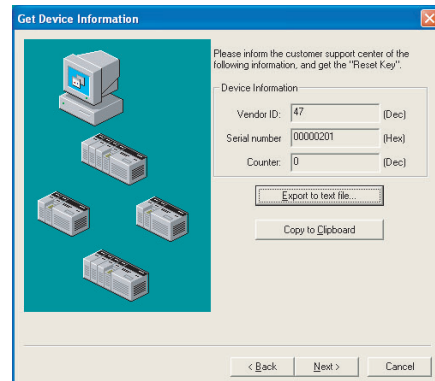 Get Device Information
Please inform the customer support center of the
following information, and get the "Reset Key".
Device Information
Vendor ID: 47 (Dec)
Serial number 00000201 (Hex)
Counter: 0 (Dec)
Export to text file...
Copy to Clipboard
< Back Next > Cancel